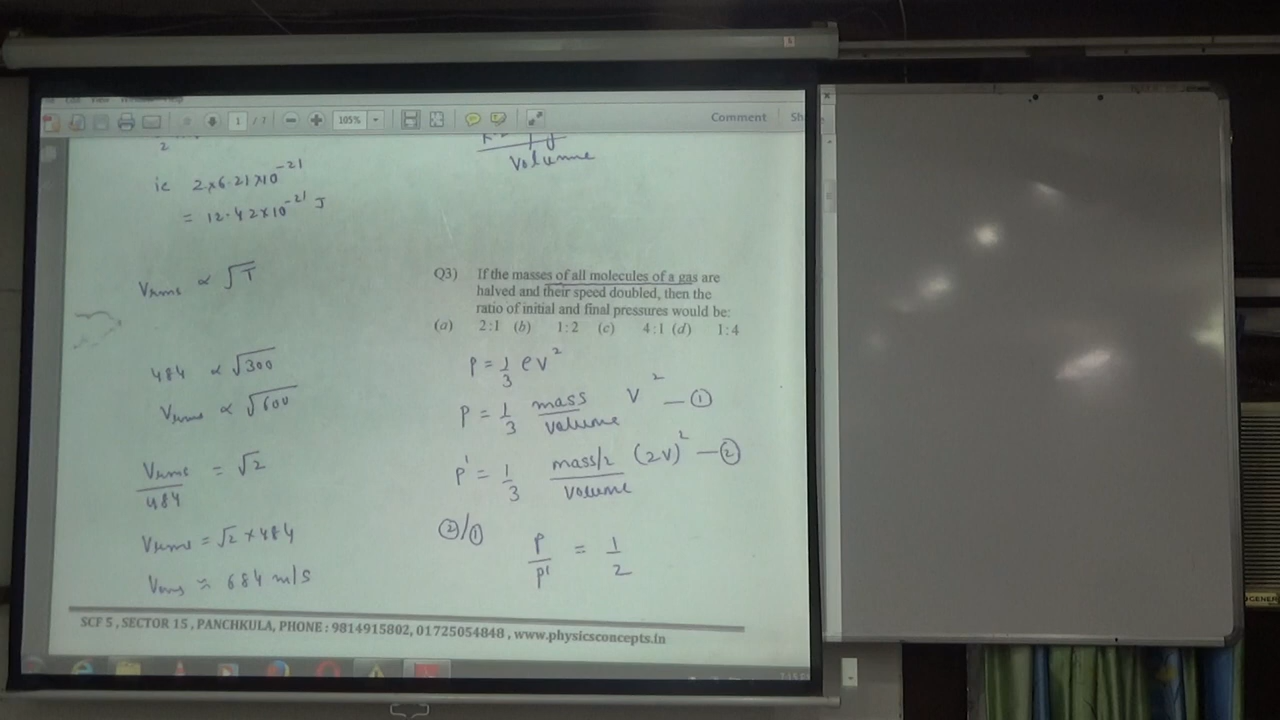 1 / 7
105%
Comment
2
ie 2×6.21×10⁻²¹
= 12.42×10⁻²¹ J
Vrms ∝ √T
484 ∝ √300
Vrms ∝ √600
Vrms/484 = √2
Vrms = √2 × 484
Vrms ≈ 684 m/s
Volume
Q3) If the masses of all molecules of a gas are
halved and their speed doubled, then the
ratio of initial and final pressures would be:
(a) 2:1 (b) 1:2 (c) 4:1 (d) 1:4
P = 1/3 ρv²
P = 1/3 mass/volume v² — ①
P' = 1/3 mass/2/volume (2v)² — ②
②/① P/P' = 1/2
SCF 5 , SECTOR 15 , PANCHKULA, PHONE : 9814915802, 01725054848 , www.physicsconcepts.in